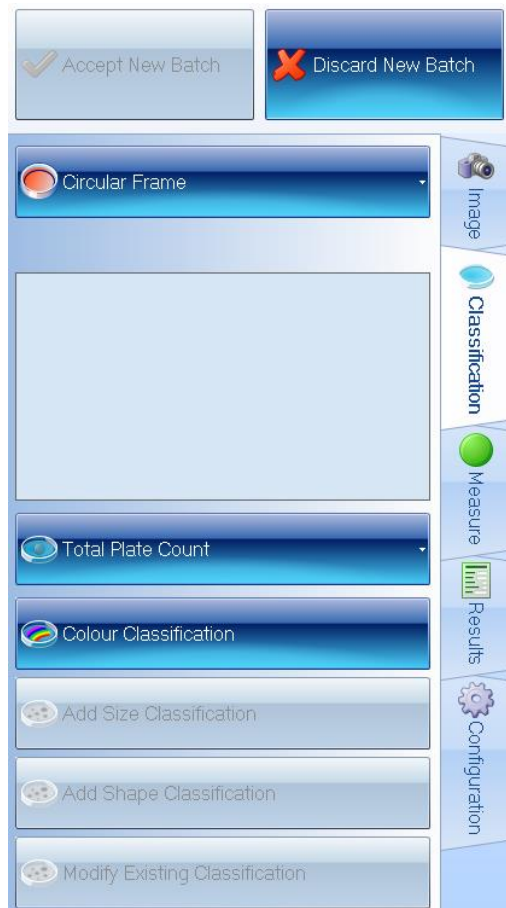 Accept New Batch
Discard New Batch
Circular Frame
Image
Classification
Measure
Total Plate Count
Results
Colour Classification
Add Size Classification
Configuration
Add Shape Classification
Modify Existing Classification